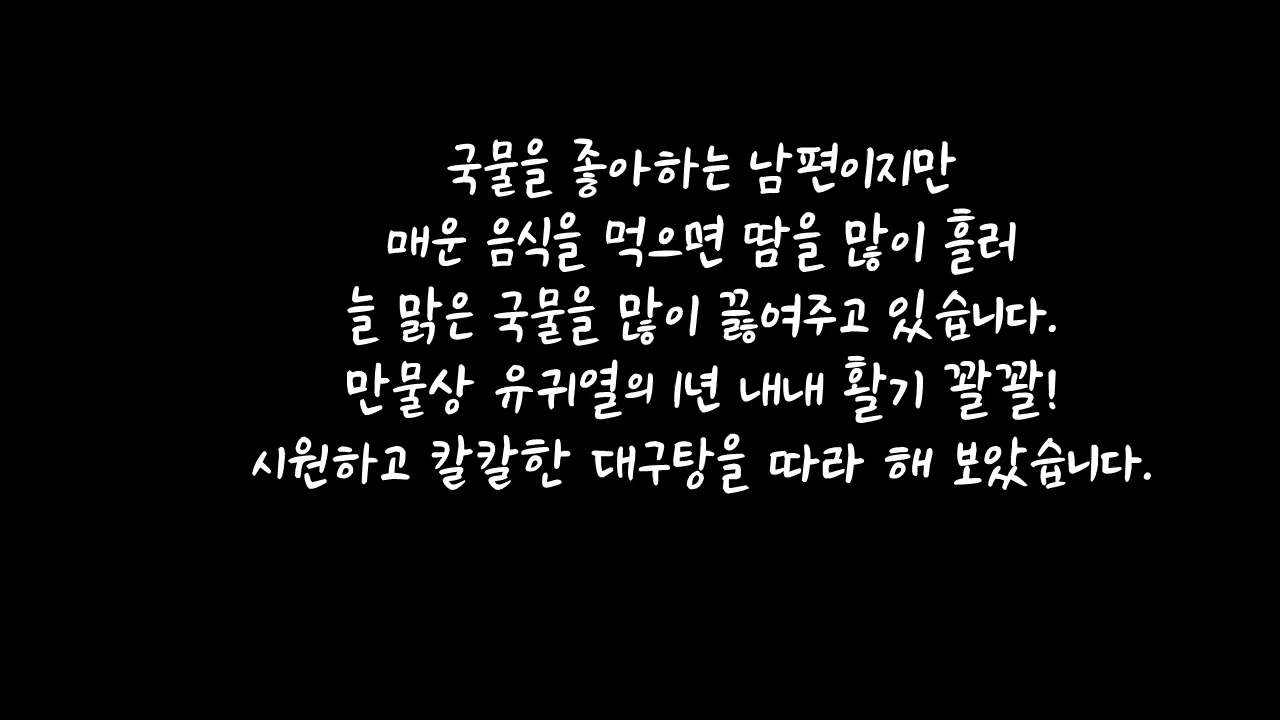 국물을 좋아하는 남편이지만
매운 음식을 먹으면 땀을 많이 흘러
늘 맑은 국물을 많이 끓여주고 있습니다.
만물상 유귀열의 1년 내내 활기 꽐꽐!
시원하고 칼칼한 대구탕을 따라 해 보았습니다.